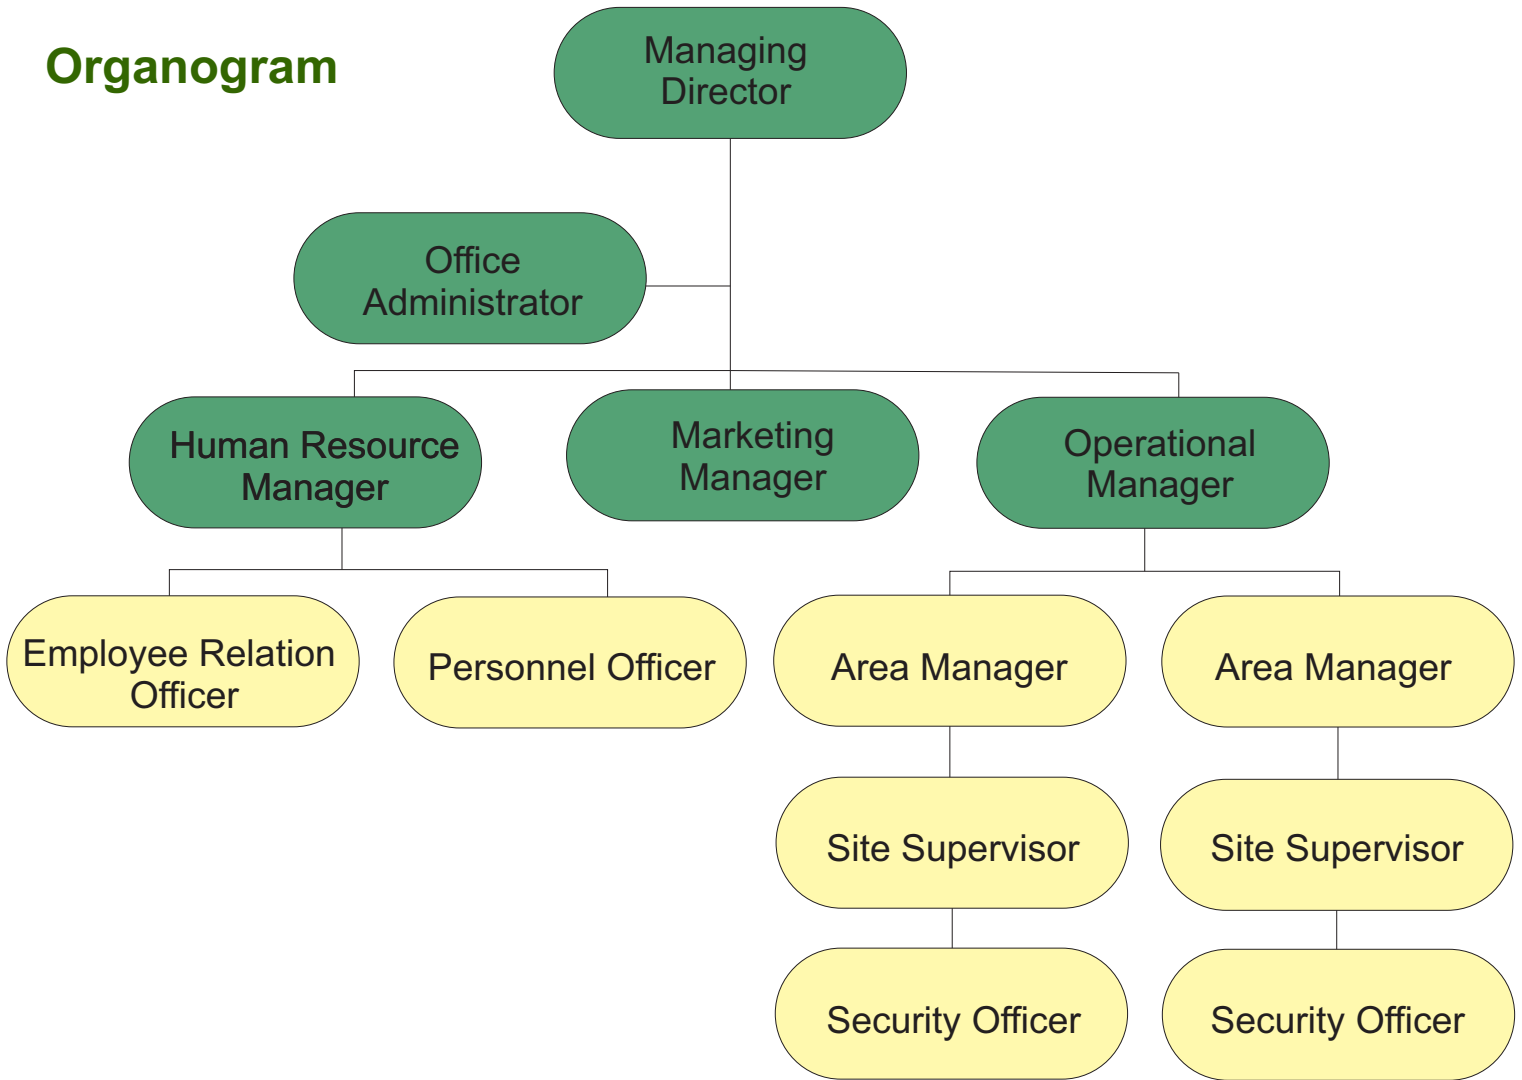 Organogram
Managing
Director
Office
Administrator
Human Resource
Manager
Marketing
Manager
Operational
Manager
Employee Relation
Officer
Personnel Officer
Area Manager
Area Manager
Site Supervisor
Site Supervisor
Security Officer
Security Officer